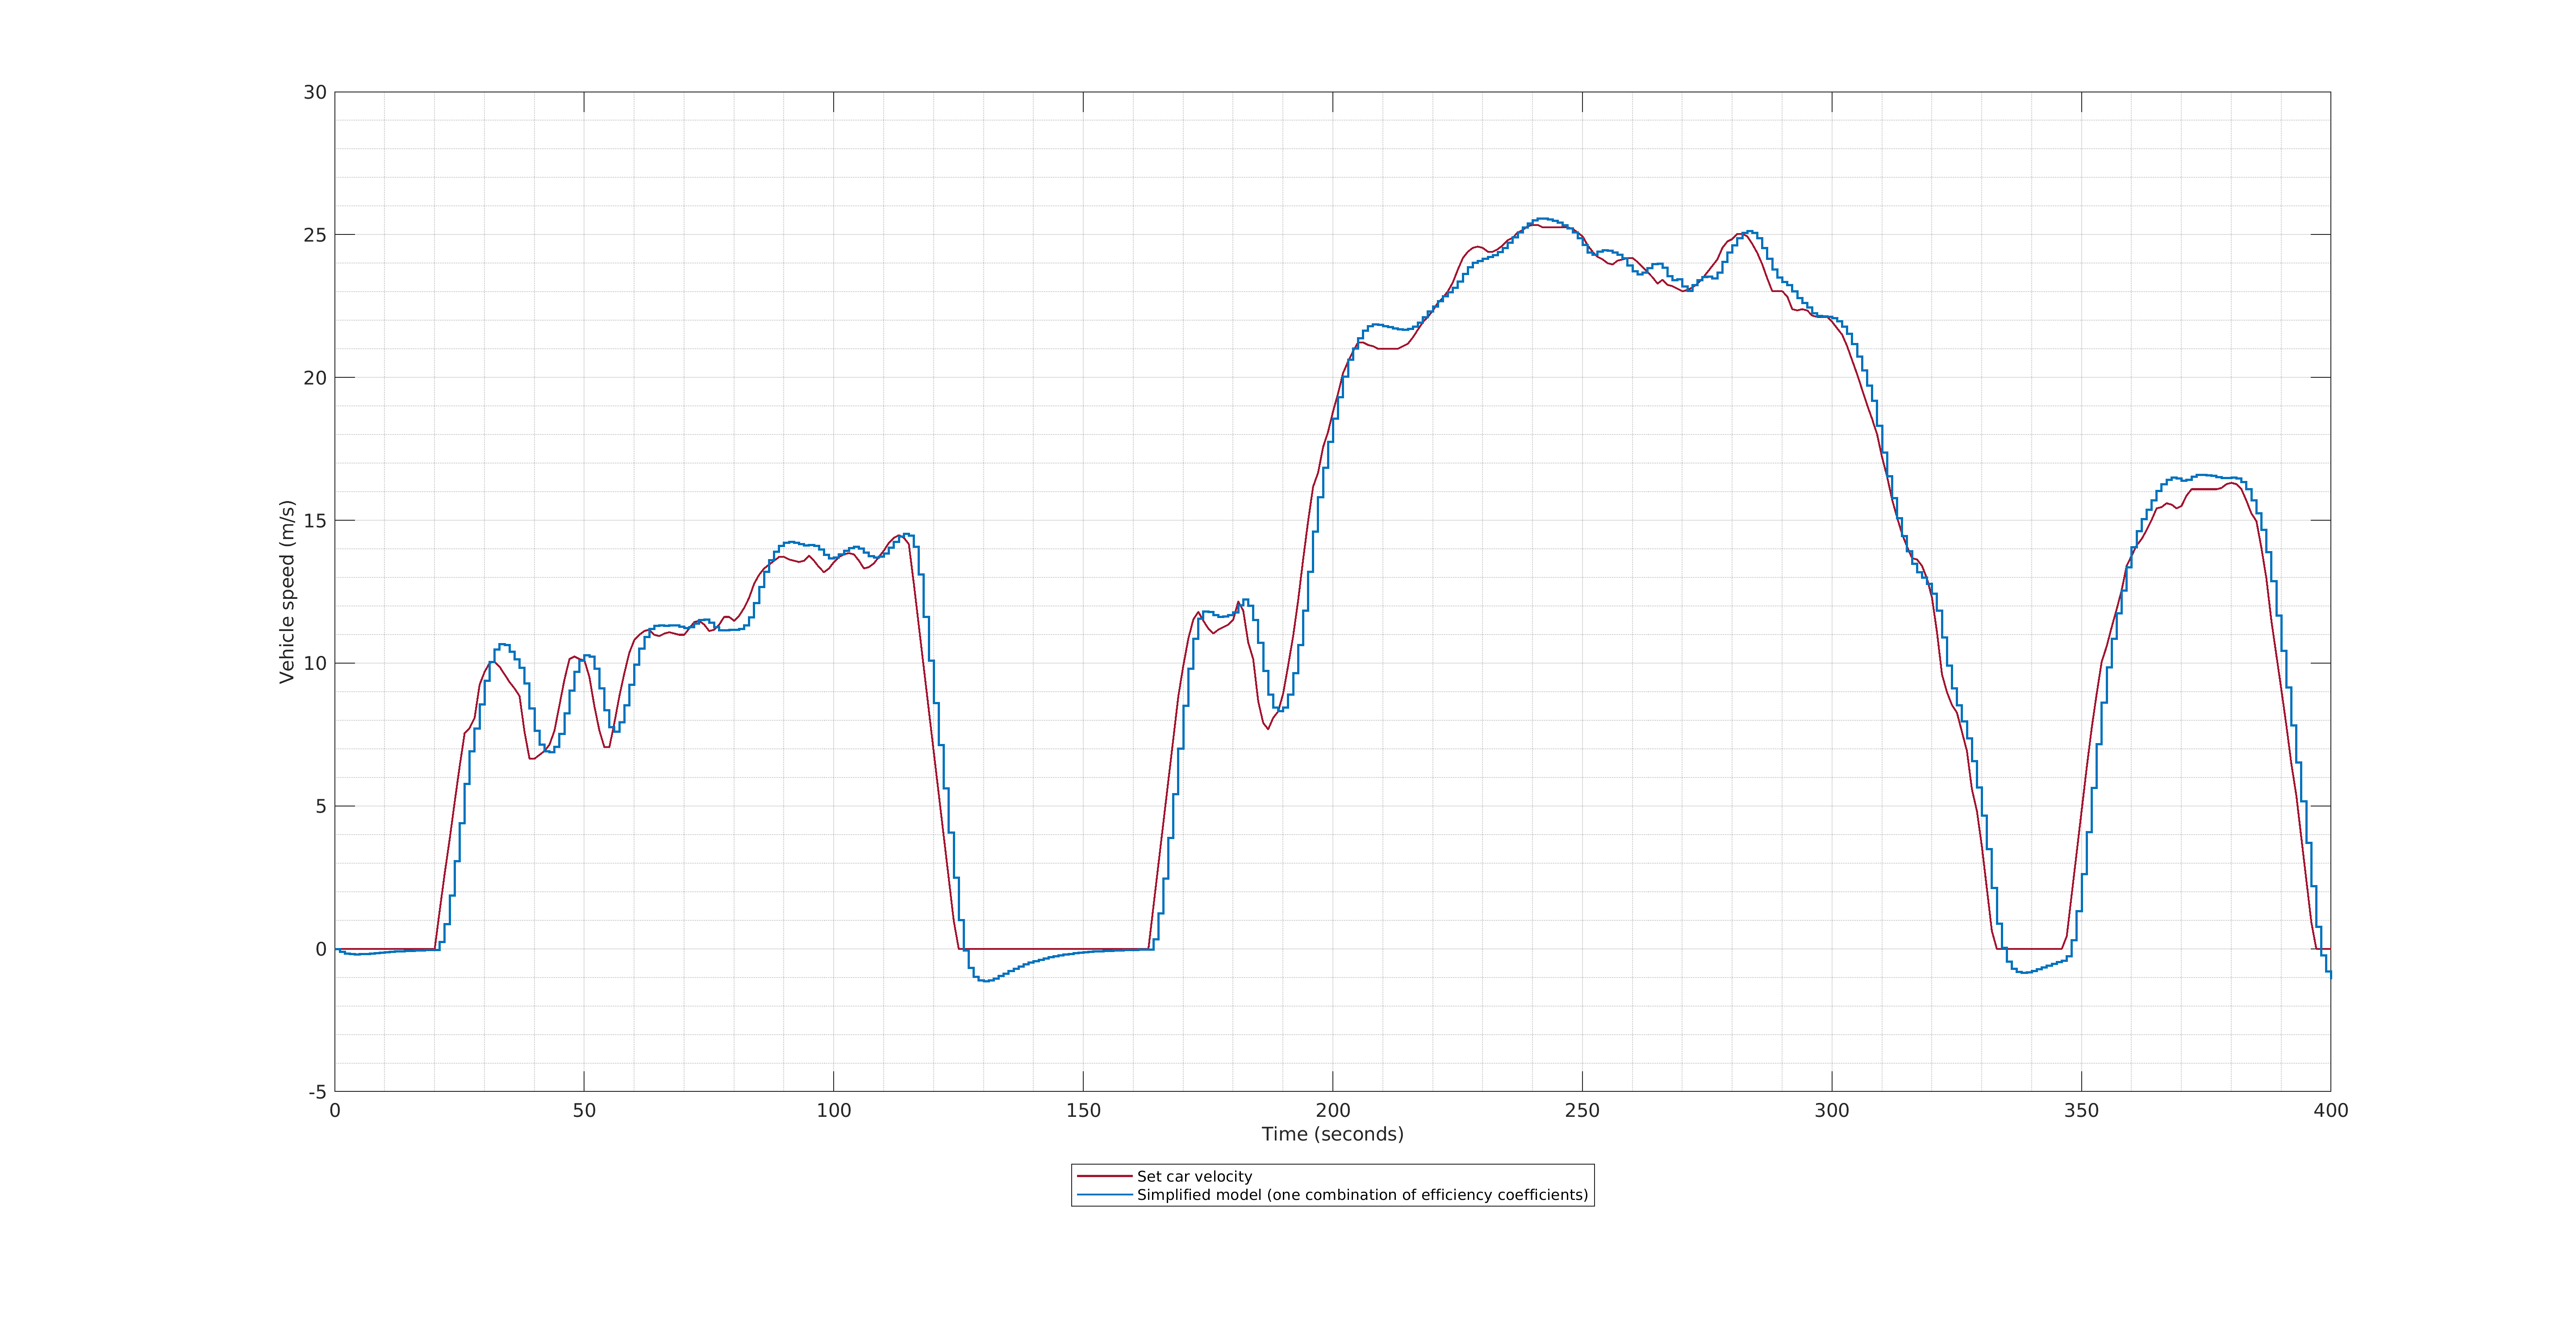 30
25
20
15
10
5
0
-5
Vehicle speed (m/s)
0 50 100 150 200 250 300 350 400
Time (seconds)
Set car velocity
Simplified model (one combination of efficiency coefficients)